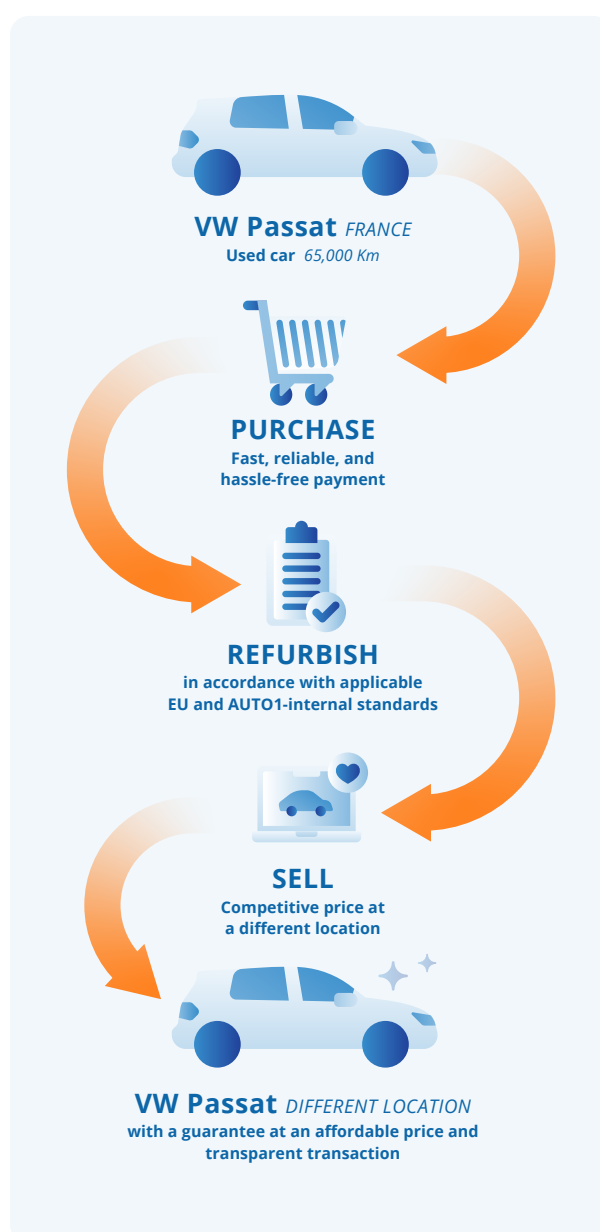 VW Passat FRANCE
Used car 65,000 Km
PURCHASE
Fast, reliable, and
hassle-free payment
REFURBISH
in accordance with applicable
EU and AUTO1-internal standards
SELL
Competitive price at
a different location
VW Passat DIFFERENT LOCATION
with a guarantee at an affordable price and
transparent transaction